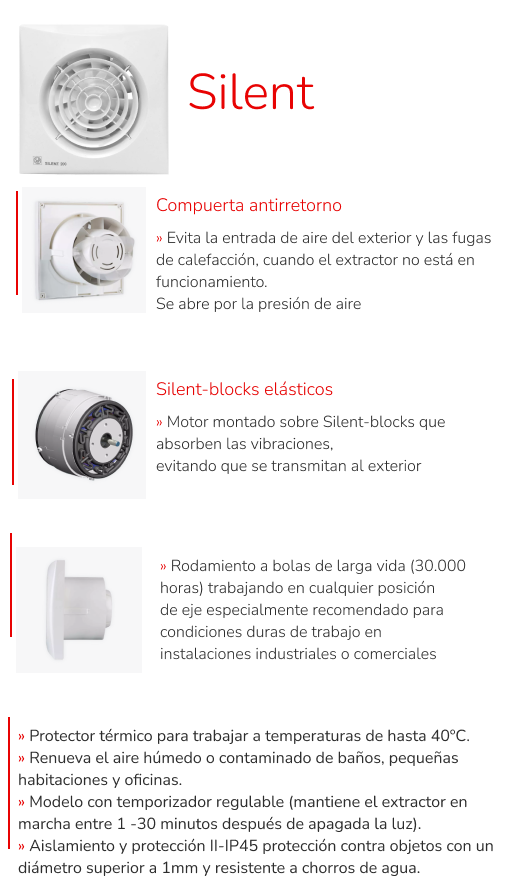 Silent
SILENT 200
Compuerta antirretorno
» Evita la entrada de aire del exterior y las fugas
de calefacción, cuando el extractor no está en
funcionamiento.
Se abre por la presión de aire
Silent-blocks elásticos
» Motor montado sobre Silent-blocks que
absorben las vibraciones,
evitando que se transmitan al exterior
» Rodamiento a bolas de larga vida (30.000
horas) trabajando en cualquier posición
de eje especialmente recomendado para
condiciones duras de trabajo en
instalaciones industriales o comerciales
» Protector térmico para trabajar a temperaturas de hasta 40ºC.
» Renueva el aire húmedo o contaminado de baños, pequeñas
habitaciones y oficinas.
» Modelo con temporizador regulable (mantiene el extractor en
marcha entre 1 -30 minutos después de apagada la luz).
» Aislamiento y protección II-IP45 protección contra objetos con un
diámetro superior a 1mm y resistente a chorros de agua.